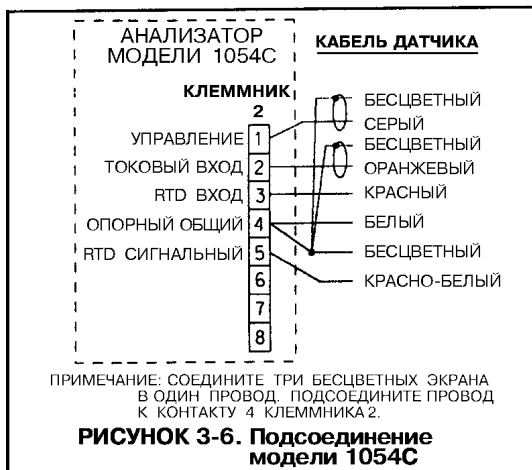 АНАЛИЗАТОР
МОДЕЛИ 1054С
КАБЕЛЬ ДАТЧИКА
КЛЕММНИК
2
БЕСЦВЕТНЫЙ
СЕРЫЙ
УПРАВЛЕНИЕ 1
БЕСЦВЕТНЫЙ
ТОКОВЫЙ ВХОД 2
ОРАНЖЕВЫЙ
RTD ВХОД 3
КРАСНЫЙ
ОПОРНЫЙ ОБЩИЙ 4
БЕЛЫЙ
RTD СИГНАЛЬНЫЙ 5
БЕСЦВЕТНЫЙ
6
КРАСНО-БЕЛЫЙ
7
8
ПРИМЕЧАНИЕ: СОЕДИНИТЕ ТРИ БЕСЦВЕТНЫХ ЭКРАНА
В ОДИН ПРОВОД. ПОДСОЕДИНИТЕ ПРОВОД
К КОНТАКТУ 4 КЛЕММНИКА 2.
РИСУНОК 3-6. Подсоединение
модели 1054С